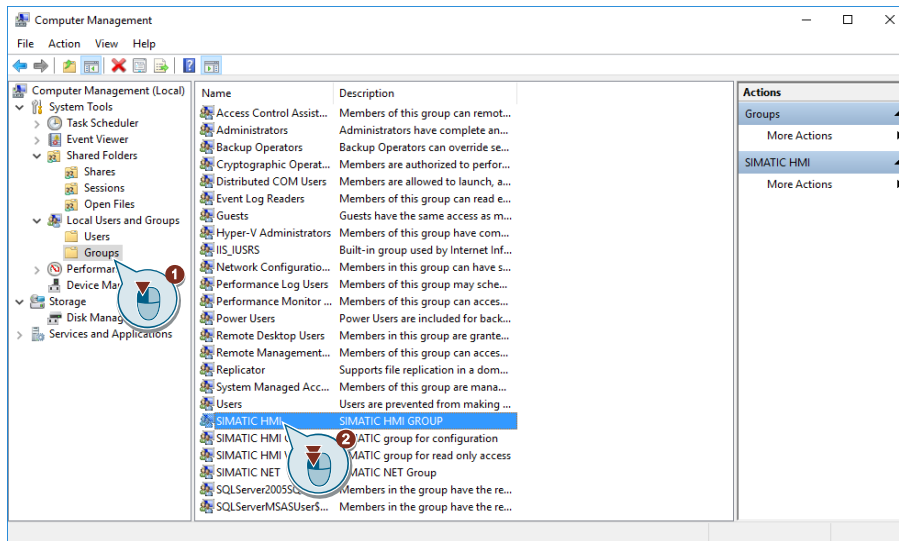 Computer Management
File Action View Help
Computer Management (Local)
System Tools
Task Scheduler
Event Viewer
Shared Folders
Shares
Sessions
Open Files
Local Users and Groups
Users
Groups
Performan
Device Ma
Storage
Disk Manag
Services and Applications
1
Name Description
Access Control Assist... Members of this group can remot...
Administrators Administrators have complete an...
Backup Operators Backup Operators can override se...
Cryptographic Operat... Members are authorized to perfor...
Distributed COM Users Members are allowed to launch, a...
Event Log Readers Members of this group can read e...
Guests Guests have the same access as m...
Hyper-V Administrators Members of this group have com...
IIS_IUSRS Built-in group used by Internet Inf...
Network Configuratio... Members in this group can have s...
Performance Log Users Members of this group may sche...
Performance Monitor ... Members of this group can acces...
Power Users Power Users are included for back...
Remote Desktop Users Members in this group are grante...
Remote Management... Members of this group can acces...
Replicator Supports file replication in a dom...
System Managed Acc... Members of this group are mana...
Users Users are prevented from making ...
SIMATIC HMI SIMATIC HMI GROUP
SIMATIC HMI 2 ATIC group for configuration
SIMATIC HMI MATIC group for read only access
SIMATIC NET MATIC NET Group
SQLServer2005SQ Members in the group have the re...
SQLServerMSASUser$... Members in the group have the re...
Actions
Groups
More Actions
SIMATIC HMI
More Actions